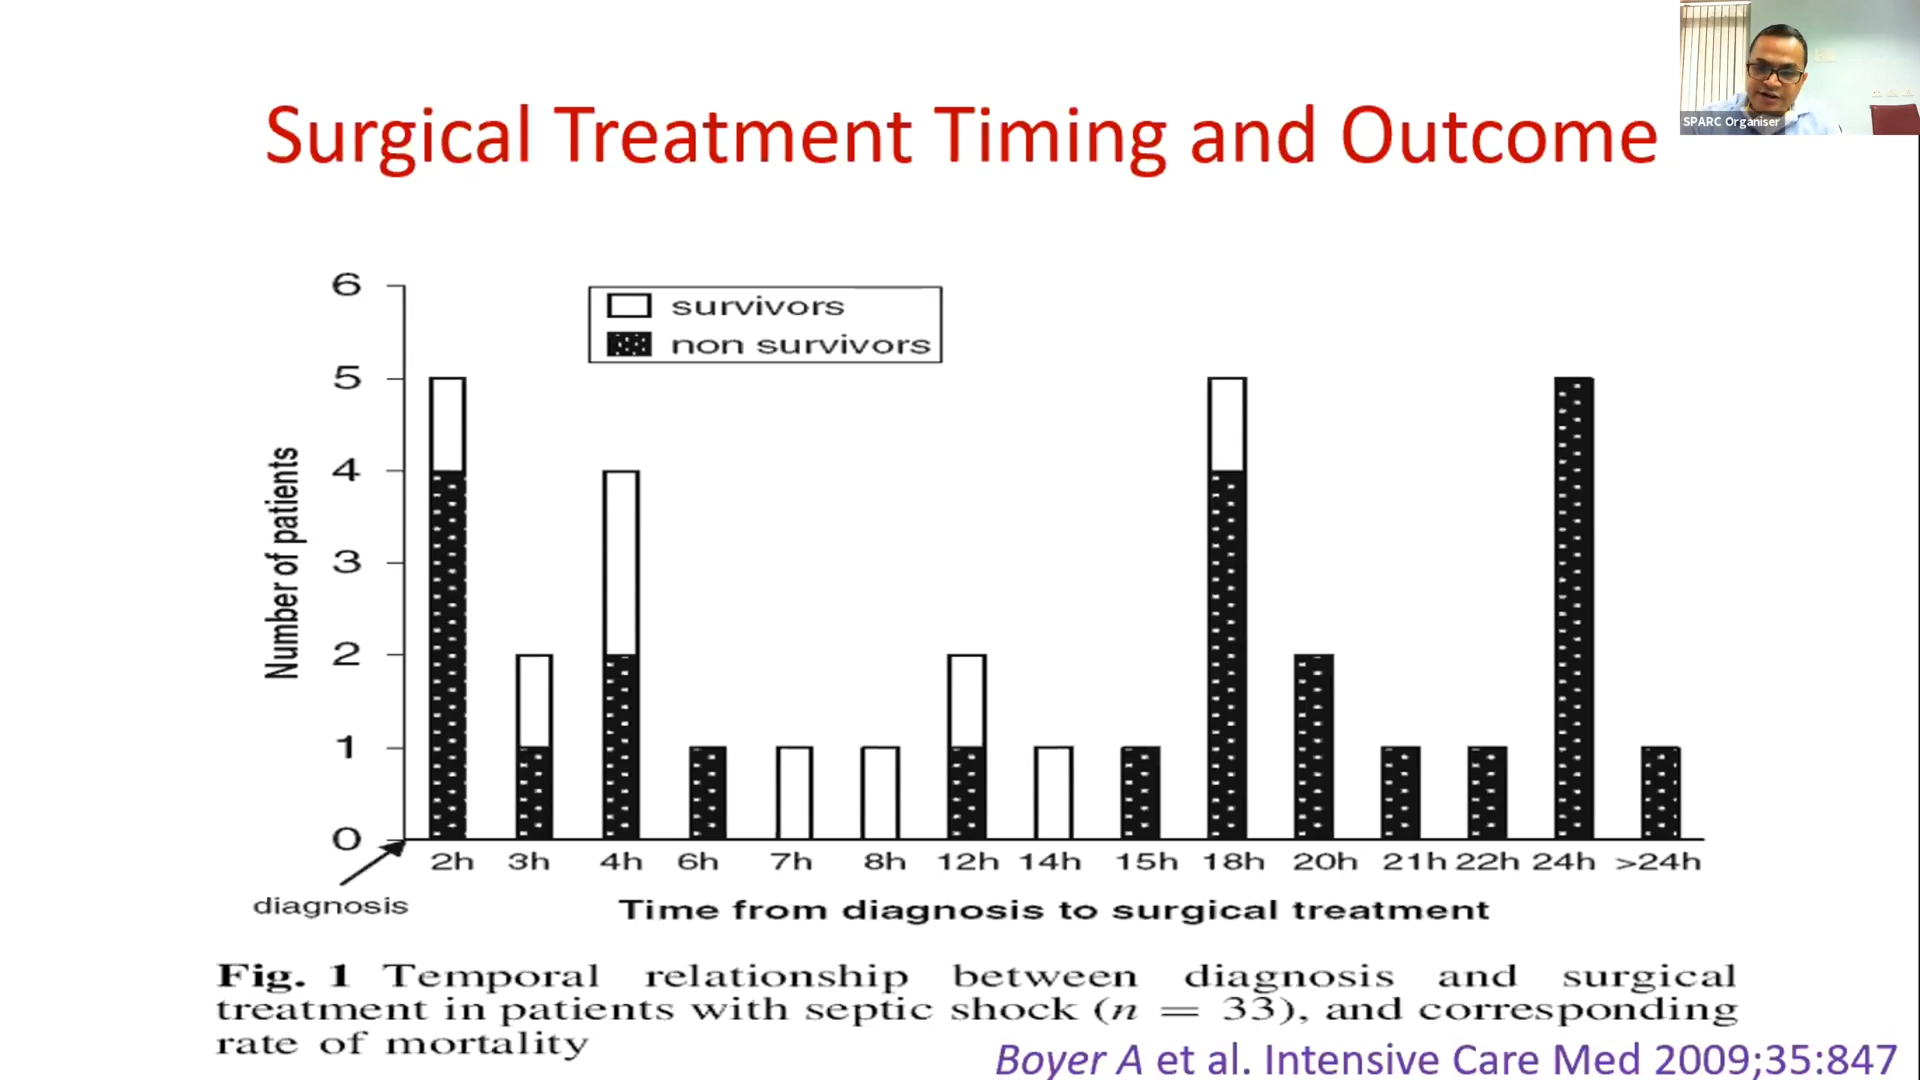 Surgical Treatment Timing and Outcome
SPARC Organiser
6
survivors
non survivors
5
4
3
2
1
0
Number of patients
2h 3h 4h 6h 7h 8h 12h 14h 15h 18h 20h 21h 22h 24h >24h
diagnosis
Time from diagnosis to surgical treatment
Fig. 1 Temporal relationship between diagnosis and surgical
treatment in patients with septic shock (n = 33), and corresponding
rate of mortality
Boyer A et al. Intensive Care Med 2009;35:847